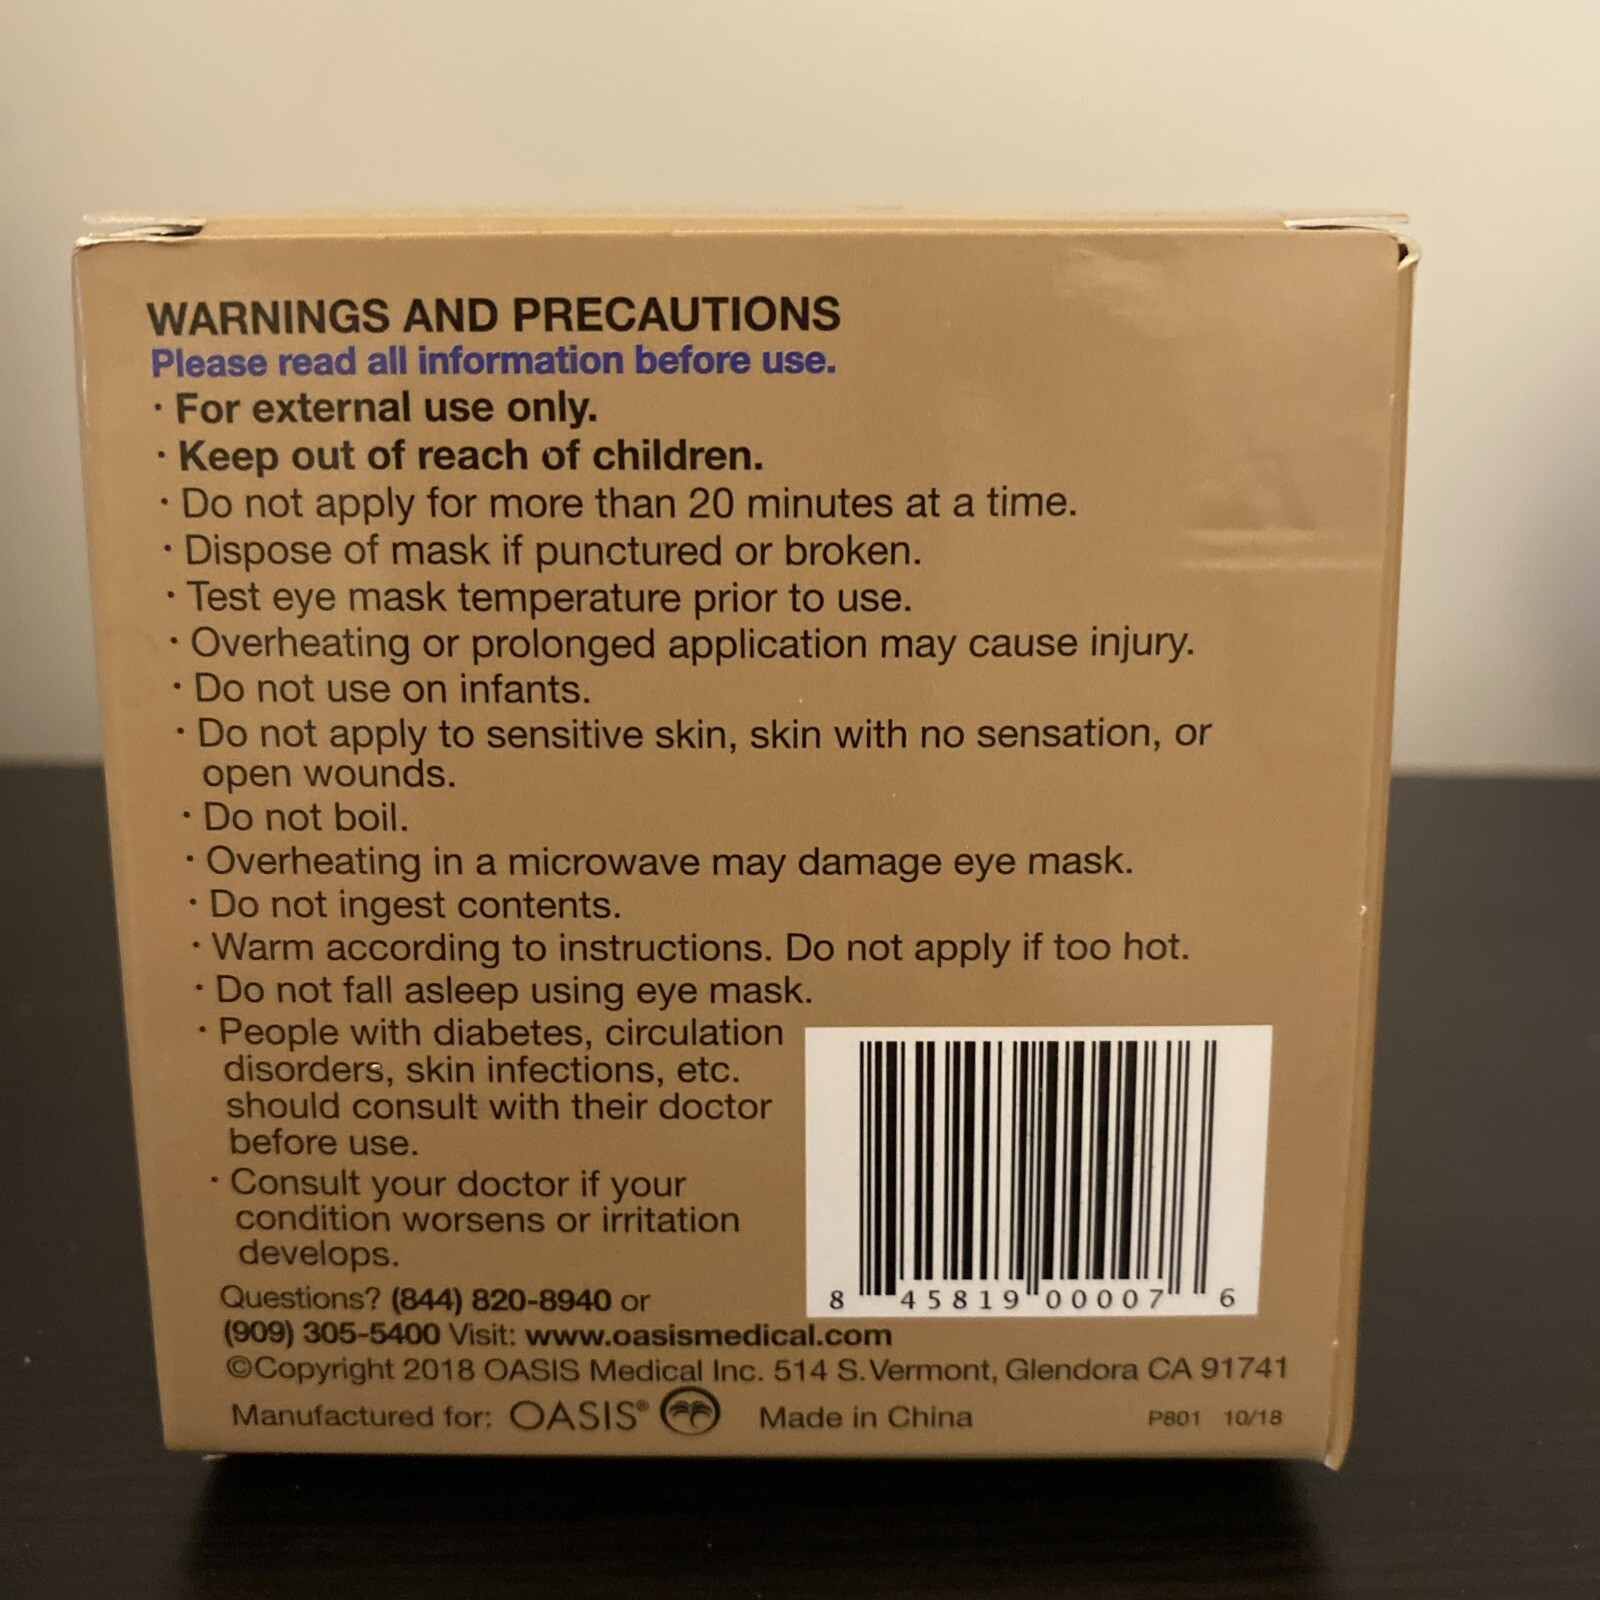 WARNINGS AND PRECAUTIONS
Please read all information before use.
· For external use only.
· Keep out of reach of children.
· Do not apply for more than 20 minutes at a time.
· Dispose of mask if punctured or broken.
· Test eye mask temperature prior to use.
· Overheating or prolonged application may cause injury.
· Do not use on infants.
· Do not apply to sensitive skin, skin with no sensation, or
open wounds.
· Do not boil.
· Overheating in a microwave may damage eye mask.
· Do not ingest contents.
· Warm according to instructions. Do not apply if too hot.
· Do not fall asleep using eye mask.
· People with diabetes, circulation
disorders, skin infections, etc.
should consult with their doctor
before use.
· Consult your doctor if your
condition worsens or irritation
develops.
8 45819 00007 6
Questions? (844) 820-8940 or
(909) 305-5400 Visit: www.oasismedical.com
©Copyright 2018 OASIS Medical Inc. 514 S. Vermont, Glendora CA 91741
Manufactured for: OASIS® Made in China P801 10/18